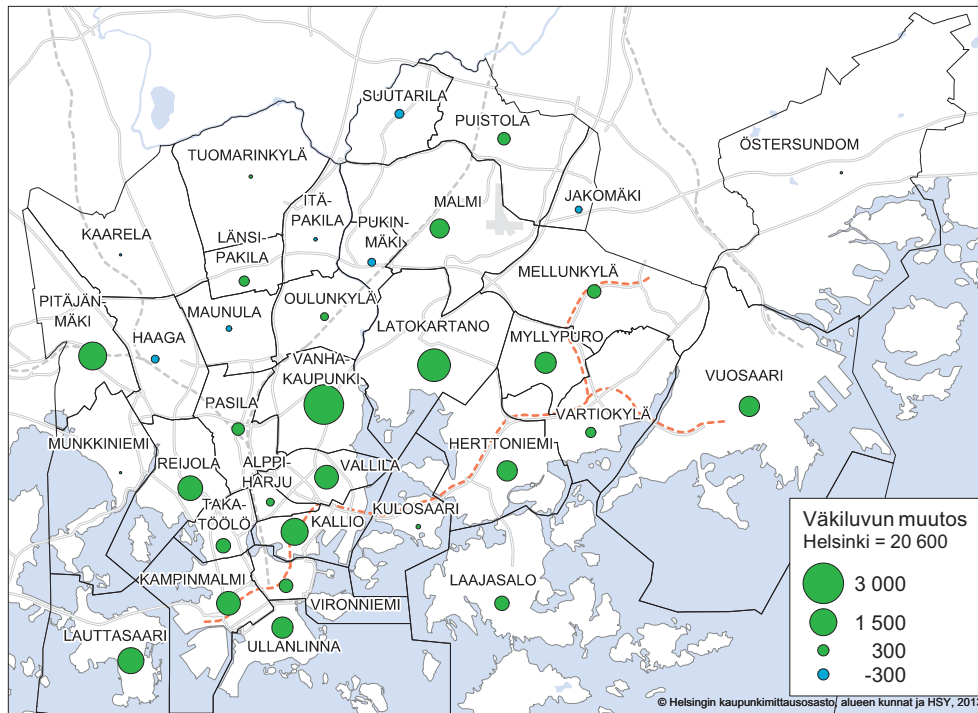 SUUTARILA
PUISTOLA
ÖSTERSUNDOM
TUOMARINKYLÄ
ITÄ-
PAKILA
JAKOMÄKI
MALMI
PUKIN-
MÄKI
KAARELA
LÄNSI-
PAKILA
MELLUNKYLÄ
PITÄJÄN-
MÄKI
OULUNKYLÄ
MAUNULA
LATOKARTANO
HAAGA
MYLLYPURO
VANHA-
KAUPUNKI
VUOSAARI
PASILA
VARTIOKYLÄ
MUNKKINIEMI
HERTTONIEMI
REIJOLA
ALPPI-
HARJU
VALLILA
TAKA-
TÖÖLÖ
KULOSAARI
KALLIO
KAMPINMALMI
LAAJASALO
VIRONNIEMI
LAUTTASAARI
ULLANLINNA
Väkiluvun muutos
Helsinki = 20 600
3 000
1 500
300
-300
© Helsingin kaupunkimittausosasto, alueen kunnat ja HSY,